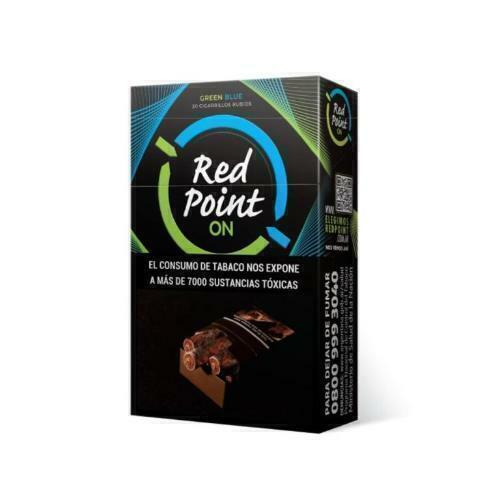 GREEN BLUE
20 CIGARRILLOS RUBIOS
Red
Point
ON
EL CONSUMO DE TABACO NOS EXPONE
A MÁS DE 7000 SUSTANCIAS TÓXICAS
WWW.
ELEGIMOS
REDPOINT
.COM.AR
PARA DEJAR DE FUMAR
0800 999 3040
Ministerio de Salud de la Nación